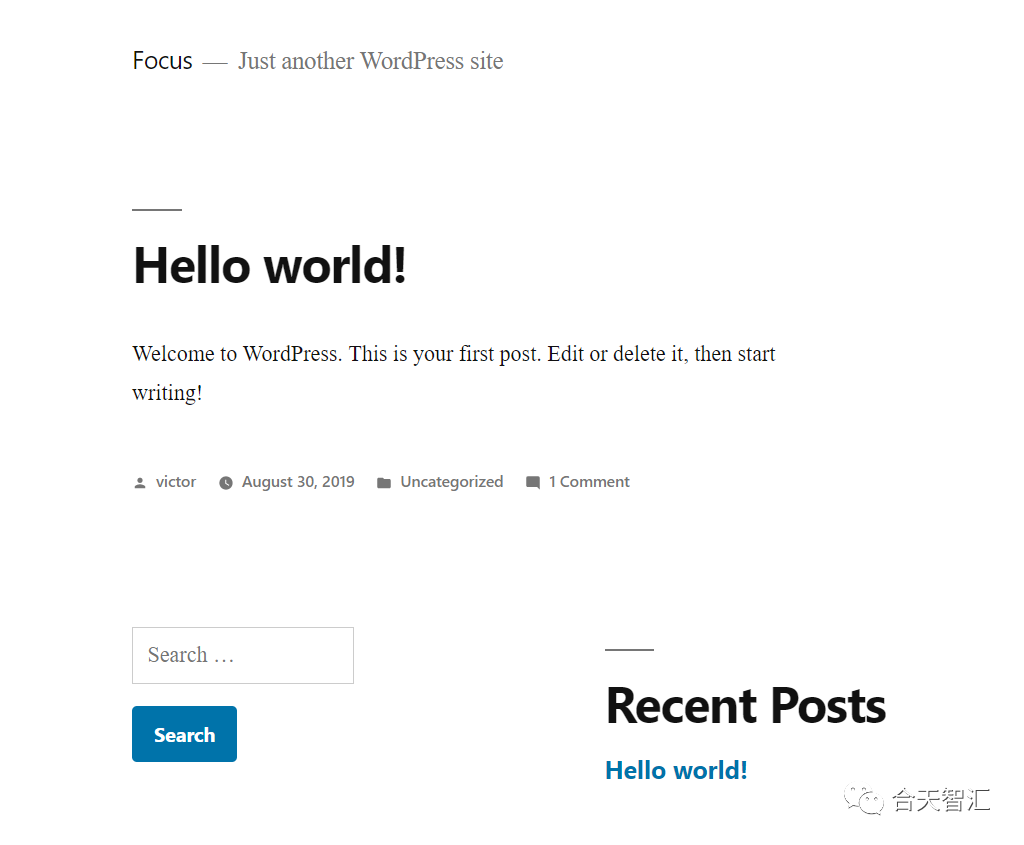 Focus — Just another WordPress site
Hello world!
Welcome to WordPress. This is your first post. Edit or delete it, then start
writing!
victor August 30, 2019 Uncategorized 1 Comment
Search …
Search
Recent Posts
Hello world!
合天智汇